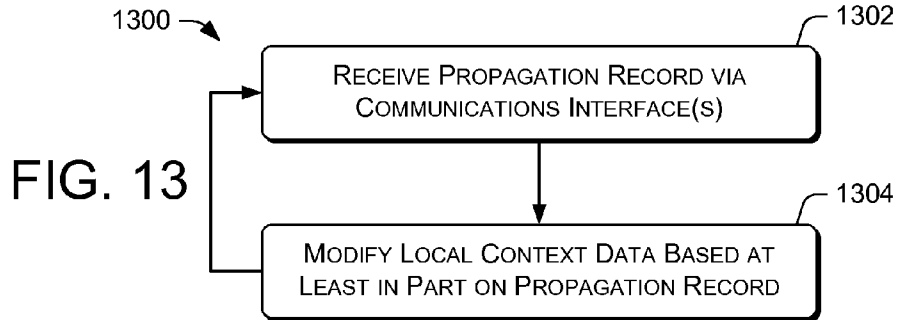 1300
1302
RECEIVE PROPAGATION RECORD VIA
COMMUNICATIONS INTERFACE(S)
FIG. 13
1304
MODIFY LOCAL CONTEXT DATA BASED AT
LEAST IN PART ON PROPAGATION RECORD